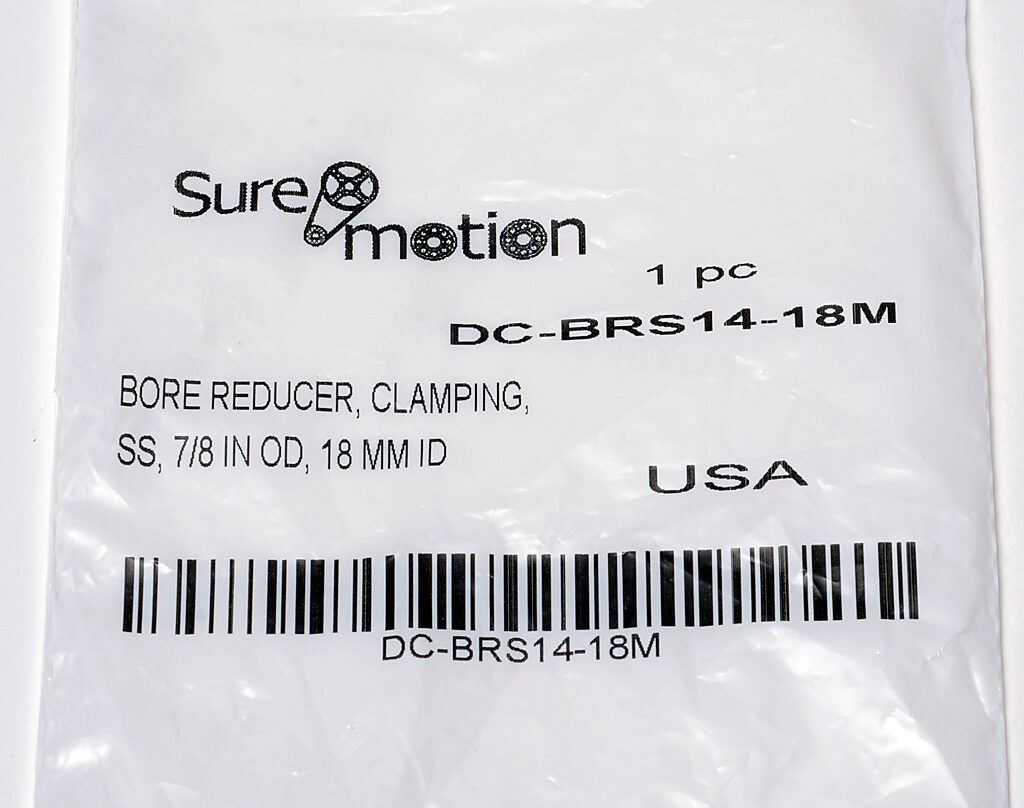 Sure motion
1 pc
DC-BRS14-18M
BORE REDUCER, CLAMPING,
SS, 7/8 IN OD, 18 MM ID
USA
DC-BRS14-18M